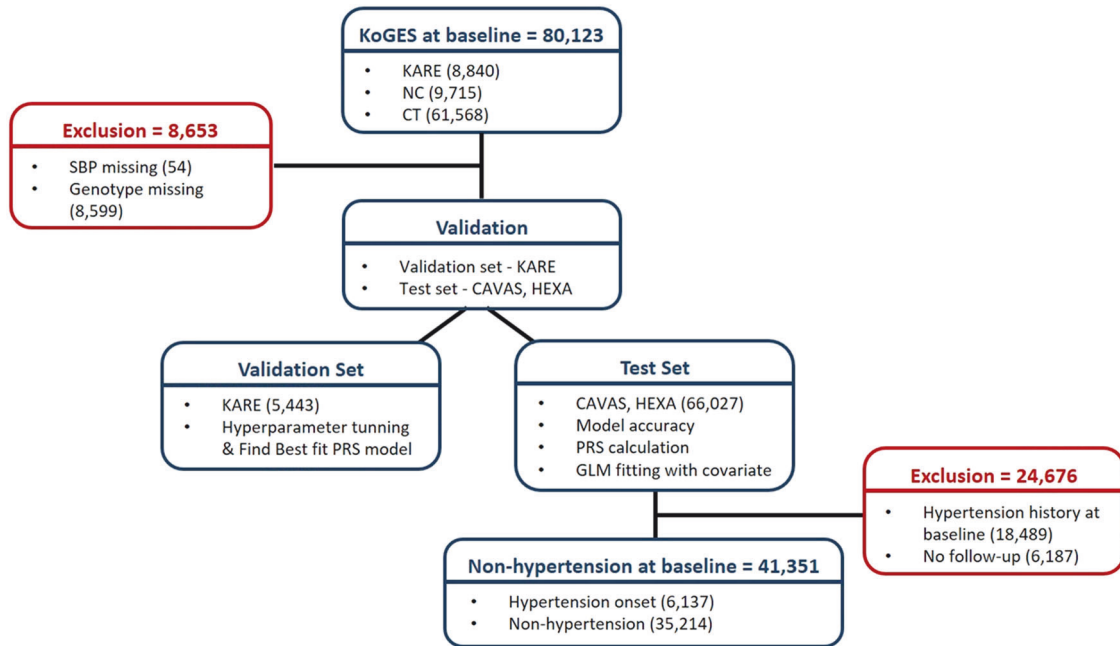 KoGES at baseline = 80,123
• KARE (8,840)
• NC (9,715)
• CT (61,568)
Exclusion = 8,653
• SBP missing (54)
• Genotype missing
(8,599)
Validation
• Validation set - KARE
• Test set - CAVAS, HEXA
Validation Set
• KARE (5,443)
• Hyperparameter tunning
& Find Best fit PRS model
Test Set
• CAVAS, HEXA (66,027)
• Model accuracy
• PRS calculation
• GLM fitting with covariate
Exclusion = 24,676
• Hypertension history at
baseline (18,489)
• No follow-up (6,187)
Non-hypertension at baseline = 41,351
• Hypertension onset (6,137)
• Non-hypertension (35,214)